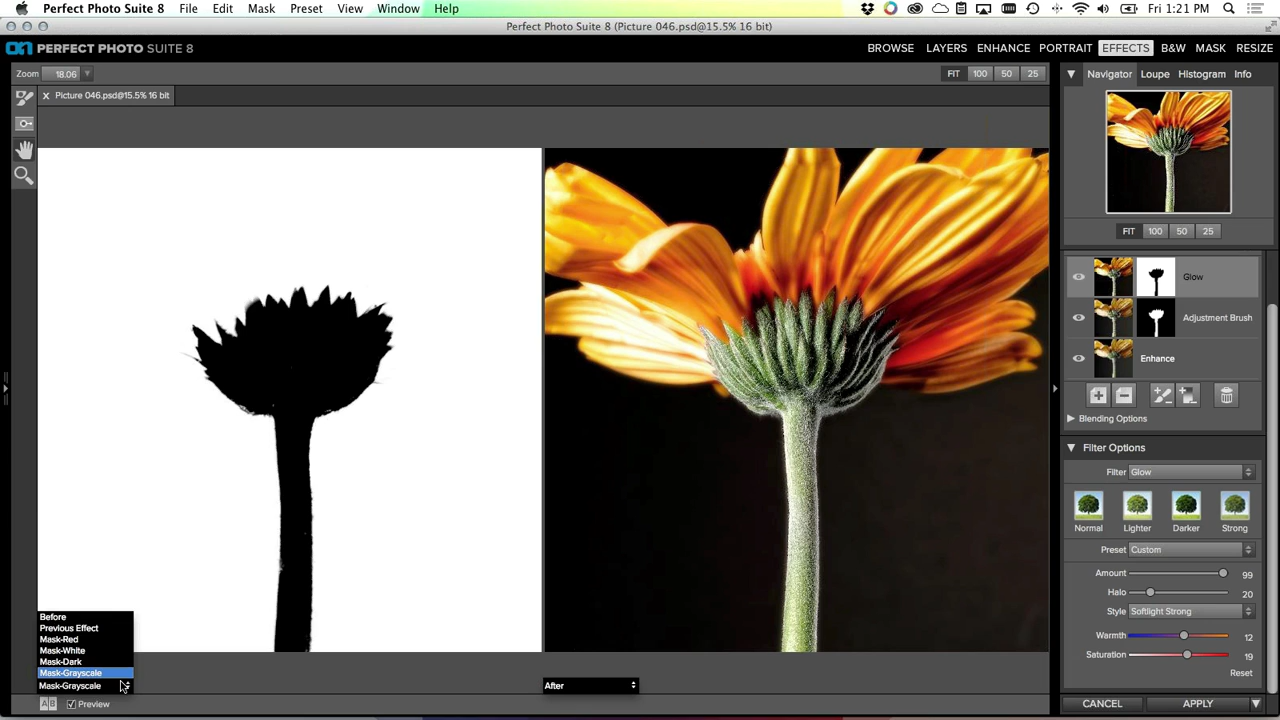 Perfect Photo Suite 8 File Edit Mask Preset View Window Help Fri 1:21 PM
Perfect Photo Suite 8 (Picture 046.psd@15.5% 16 bit)
on PERFECT PHOTO SUITE 8 BROWSE LAYERS ENHANCE PORTRAIT EFFECTS B&W MASK RESIZE
Zoom 18.06 FIT 100 50 25 Navigator Loupe Histogram Info
x Picture 046.psd@15.5% 16 bit
FIT 100 50 25
Glow
Adjustment Brush
Enhance
Blending Options
Filter Options
Filter Glow
Normal Lighter Darker Strong
Preset Custom
Amount 99
Halo 20
Style Softlight Strong
Warmth 12
Saturation 19
Reset
Before
Previous Effect
Mask-Red
Mask-White
Mask-Dark
Mask-Grayscale
Mask-Grayscale After
AB Preview CANCEL APPLY